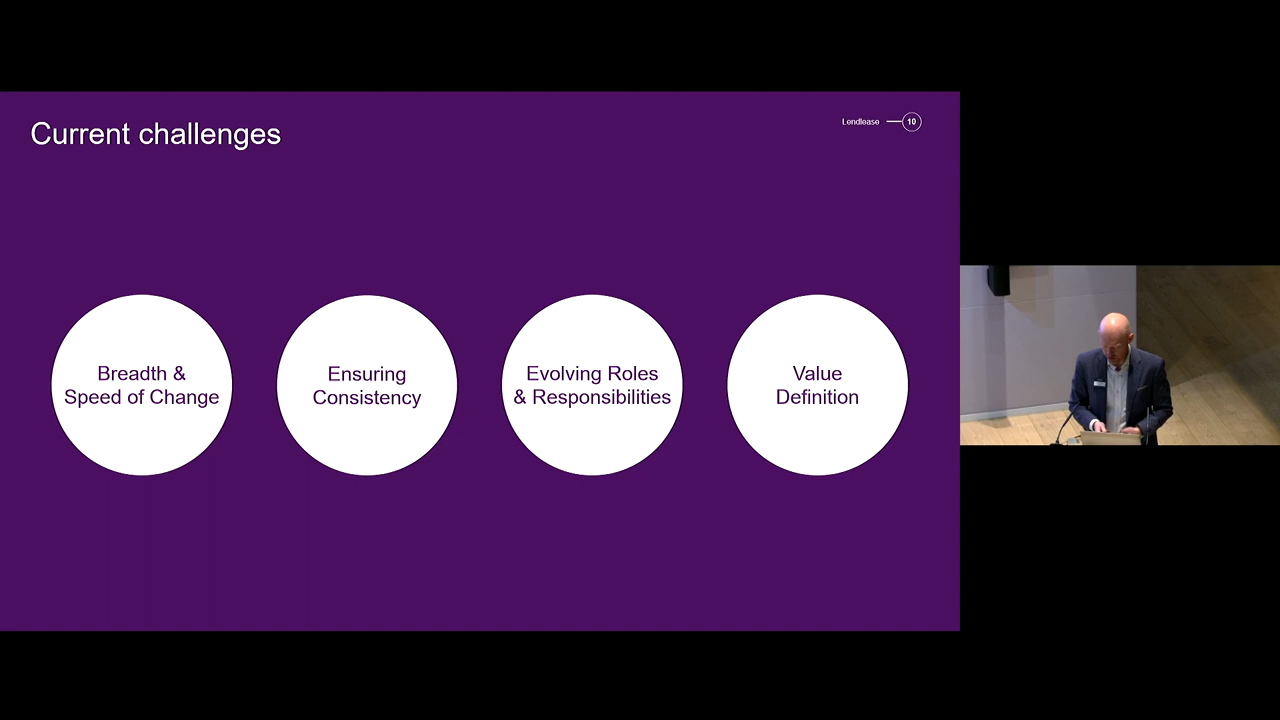 Current challenges
Lendlease 10
Breadth &
Speed of Change
Ensuring
Consistency
Evolving Roles
& Responsibilities
Value
Definition